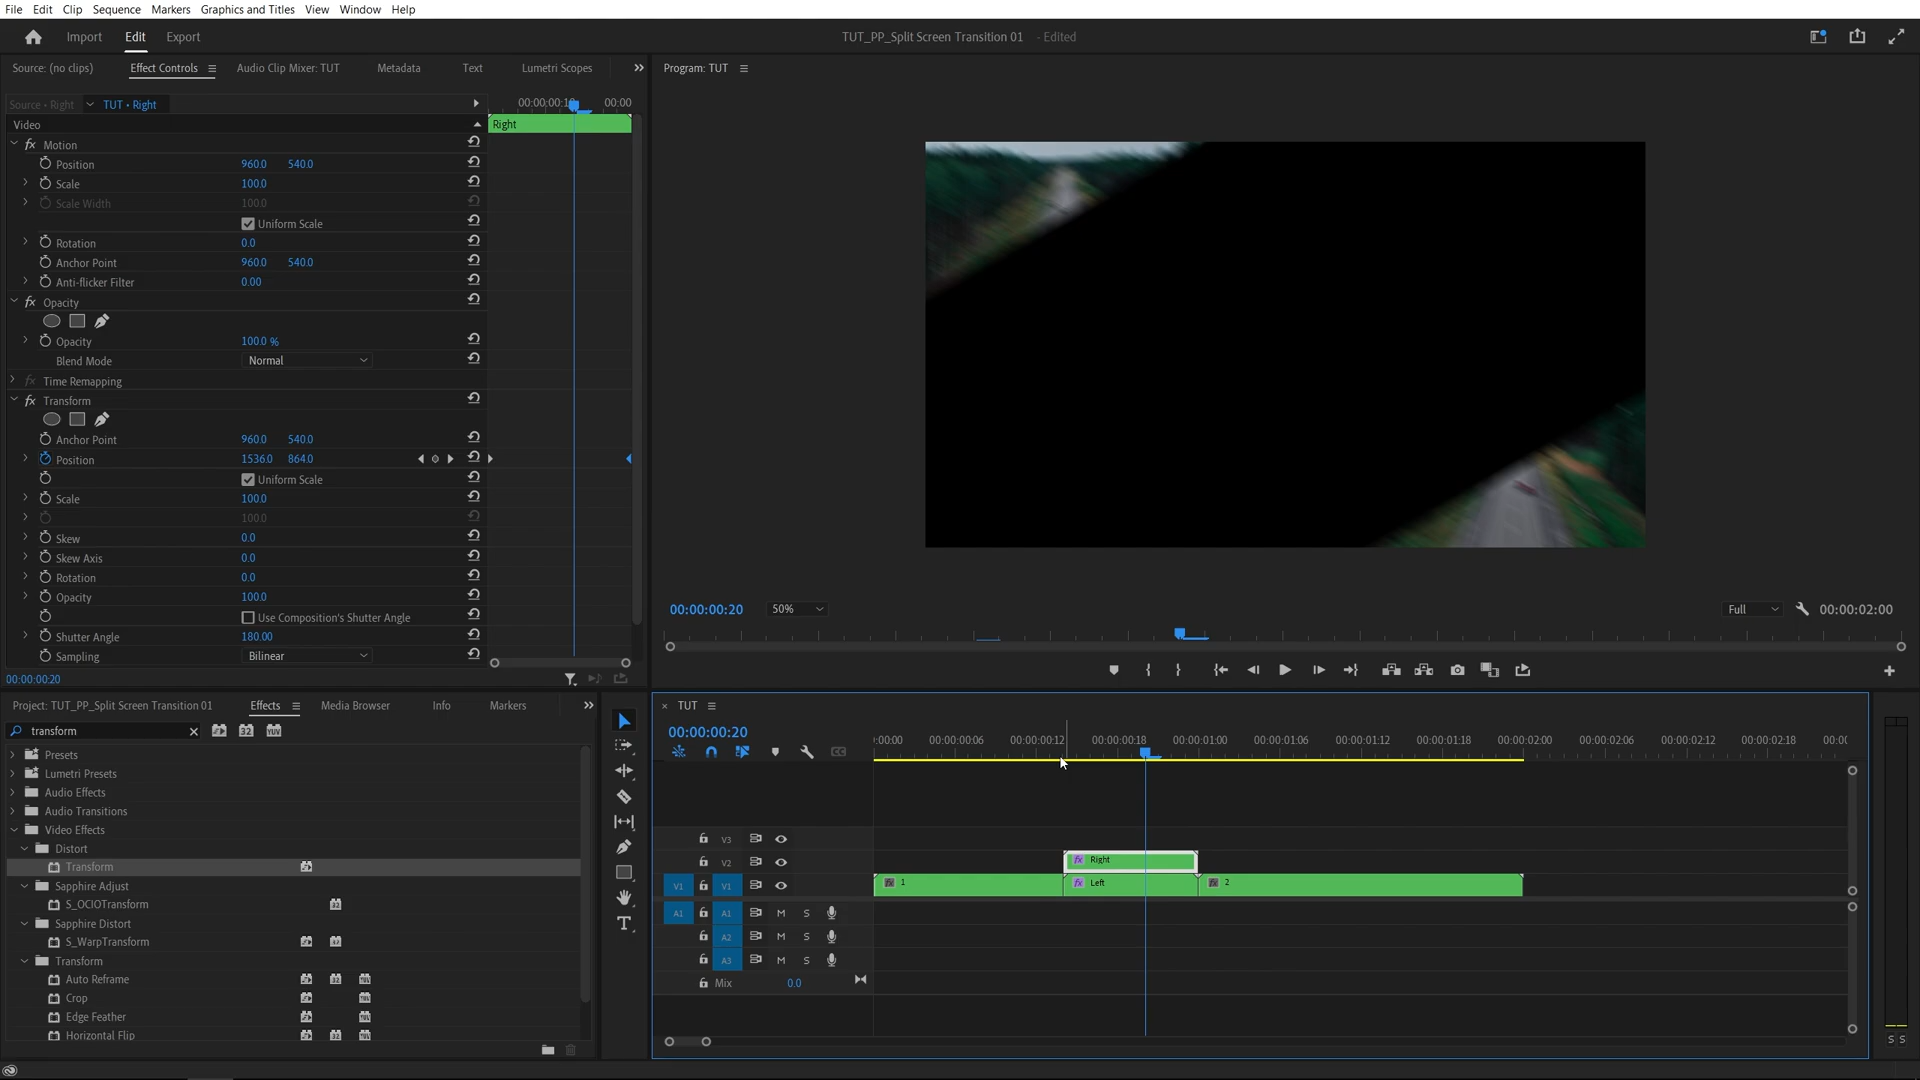 File Edit Clip Sequence Markers Graphics and Titles View Window Help
Import Edit Export
TUT_PP_Split Screen Transition 01 - Edited
Source: (no clips) Effect Controls Audio Clip Mixer: TUT Metadata Text Lumetri Scopes
Program: TUT
Source • Right TUT • Right
00:00
Video
Right
Motion
Position 960.0 540.0
Scale 100.0
Scale Width 100.0
Uniform Scale
Rotation 0.0
Anchor Point 960.0 540.0
Anti-flicker Filter 0.00
Opacity
Opacity 100.0 %
Blend Mode Normal
Time Remapping
Transform
Anchor Point 960.0 540.0
Position 1536.0 864.0
Uniform Scale
Scale 100.0
100.0
Skew 0.0
Skew Axis 0.0
Rotation 0.0
Opacity 100.0
Use Composition's Shutter Angle
Shutter Angle 180.00
Sampling Bilinear
00:00:00:20
00:00:00:20 50% Full 00:00:02:00
Project: TUT_PP_Split Screen Transition 01 Effects Media Browser Info Markers
transform
Presets
Lumetri Presets
Audio Effects
Audio Transitions
Video Effects
Distort
Transform
Sapphire Adjust
S_OCIOTransform
Sapphire Distort
S_WarpTransform
Transform
Auto Reframe
Crop
Edge Feather
Horizontal Flip
TUT
00:00:00:20
:00:00 00:00:00:06 00:00:00:12 00:00:00:18 00:00:01:00 00:00:01:06 00:00:01:12 00:00:01:18 00:00:02:00 00:00:02:06 00:00:02:12 00:00:02:18 00:00
V3
V2 fx Right
V1 V1 fx 1 fx Left fx 2
A1 A1 M S
A2 M S
A3 M S
Mix 0.0
S S